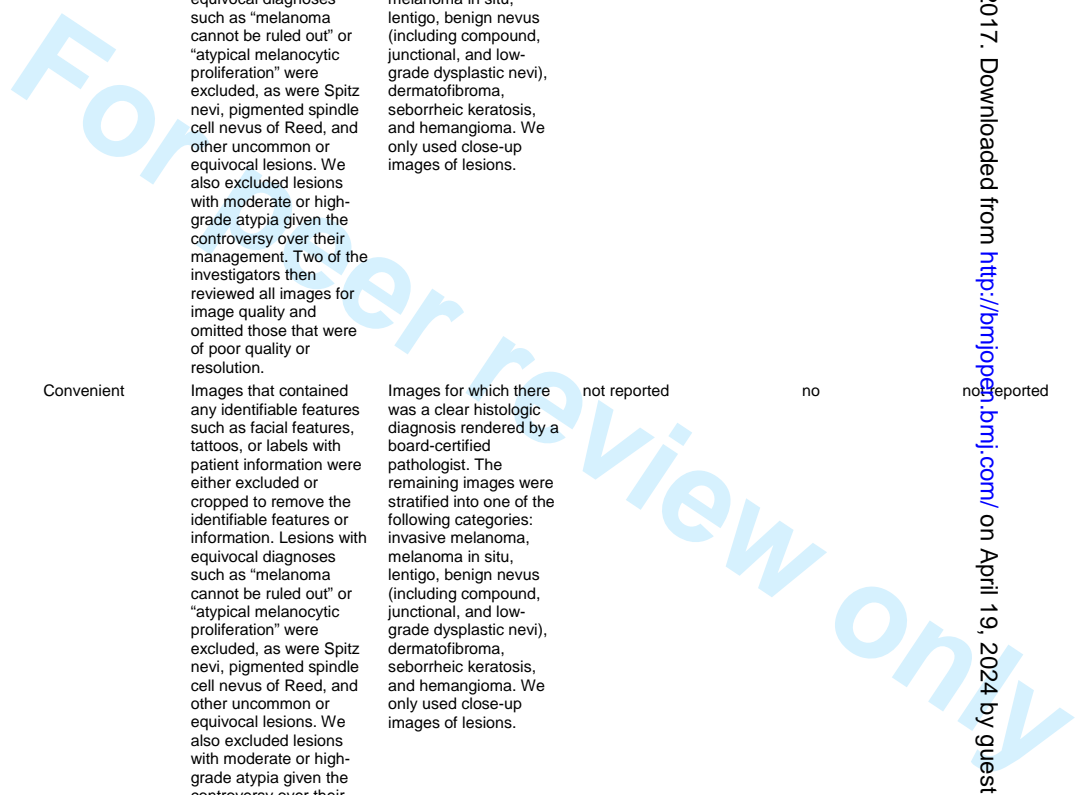 equivocal diagnoses
such as “melanoma
cannot be ruled out” or
“atypical melanocytic
proliferation” were
excluded, as were Spitz
nevi, pigmented spindle
cell nevus of Reed, and
other uncommon or
equivocal lesions. We
also excluded lesions
with moderate or high-
grade atypia given the
controversy over their
management. Two of the
investigators then
reviewed all images for
image quality and
omitted those that were
of poor quality or
resolution.
melanoma in situ,
lentigo, benign nevus
(including compound,
junctional, and low-
grade dysplastic nevi),
dermatofibroma,
seborrheic keratosis,
and hemangioma. We
only used close-up
images of lesions.
Convenient
Images that contained
any identifiable features
such as facial features,
tattoos, or labels with
patient information were
either excluded or
cropped to remove the
identifiable features or
information. Lesions with
equivocal diagnoses
such as “melanoma
cannot be ruled out” or
“atypical melanocytic
proliferation” were
excluded, as were Spitz
nevi, pigmented spindle
cell nevus of Reed, and
other uncommon or
equivocal lesions. We
also excluded lesions
with moderate or high-
grade atypia given the
controversy over their
Images for which there
was a clear histologic
diagnosis rendered by a
board-certified
pathologist. The
remaining images were
stratified into one of the
following categories:
invasive melanoma,
melanoma in situ,
lentigo, benign nevus
(including compound,
junctional, and low-
grade dysplastic nevi),
dermatofibroma,
seborrheic keratosis,
and hemangioma. We
only used close-up
images of lesions.
not reported
no
not reported
2017. Downloaded from http://bmjopen.bmj.com/ on April 19, 2024 by guest
For peer review only